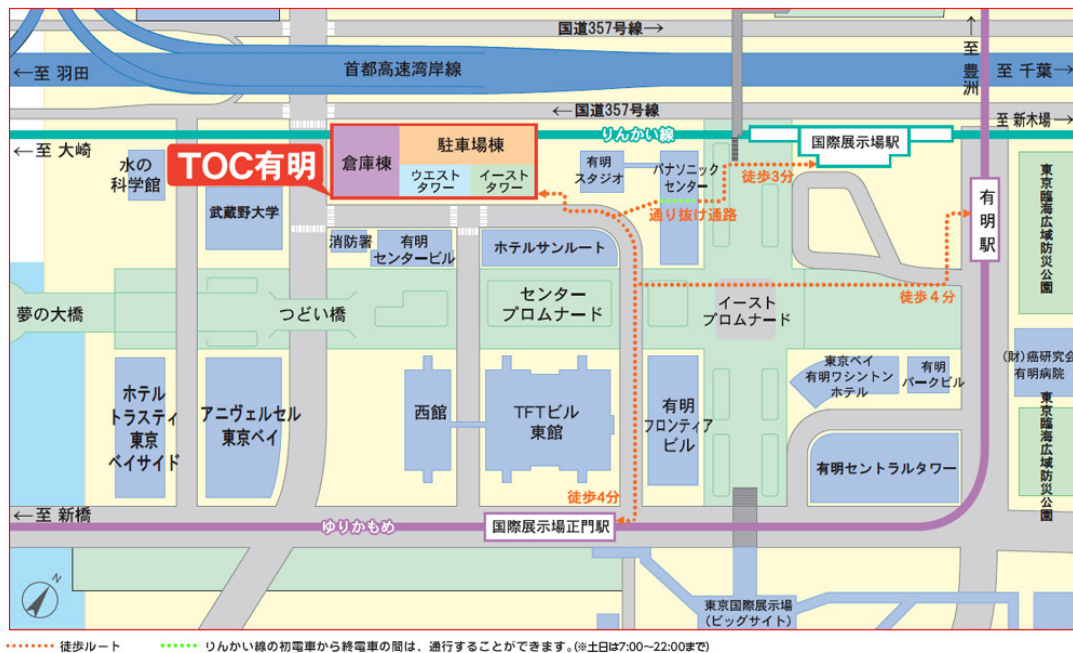 国道357号線→
←至 羽田
首都高速湾岸線
至 千葉→
↑
至
豊
洲
←国道357号線
至 新木場
→
りんかい線
←至 大崎
国際展示場駅
水の
科学館
TOC有明
倉庫棟
駐車場棟
ウエスト
タワー
イースト
タワー
有明
スタジオ
パナソニック
センター
徒歩3分
通り抜け通路
武蔵野大学
消防署
有明
センタービル
ホテルサンルート
有明駅
東京臨海広域防災公園
徒歩4分
夢の大橋
つどい橋
センター
プロムナード
イースト
プロムナード
ホテル
トラスティ
東京
ベイサイド
アニヴェルセル
東京ベイ
西館
TFTビル
東館
有明
フロンティア
ビル
東京ベイ
有明ワシントン
ホテル
有明
パークビル
(財)癌研究会
有明病院
東京臨海広域防災公園
有明セントラルタワー
徒歩4分
←至 新橋
ゆりかもめ
国際展示場正門駅
N
東京国際展示場
(ビッグサイト)
徒歩ルート
りんかい線の初電車から終電車の間は、通行することができます。(※土日は7:00〜22:00まで)